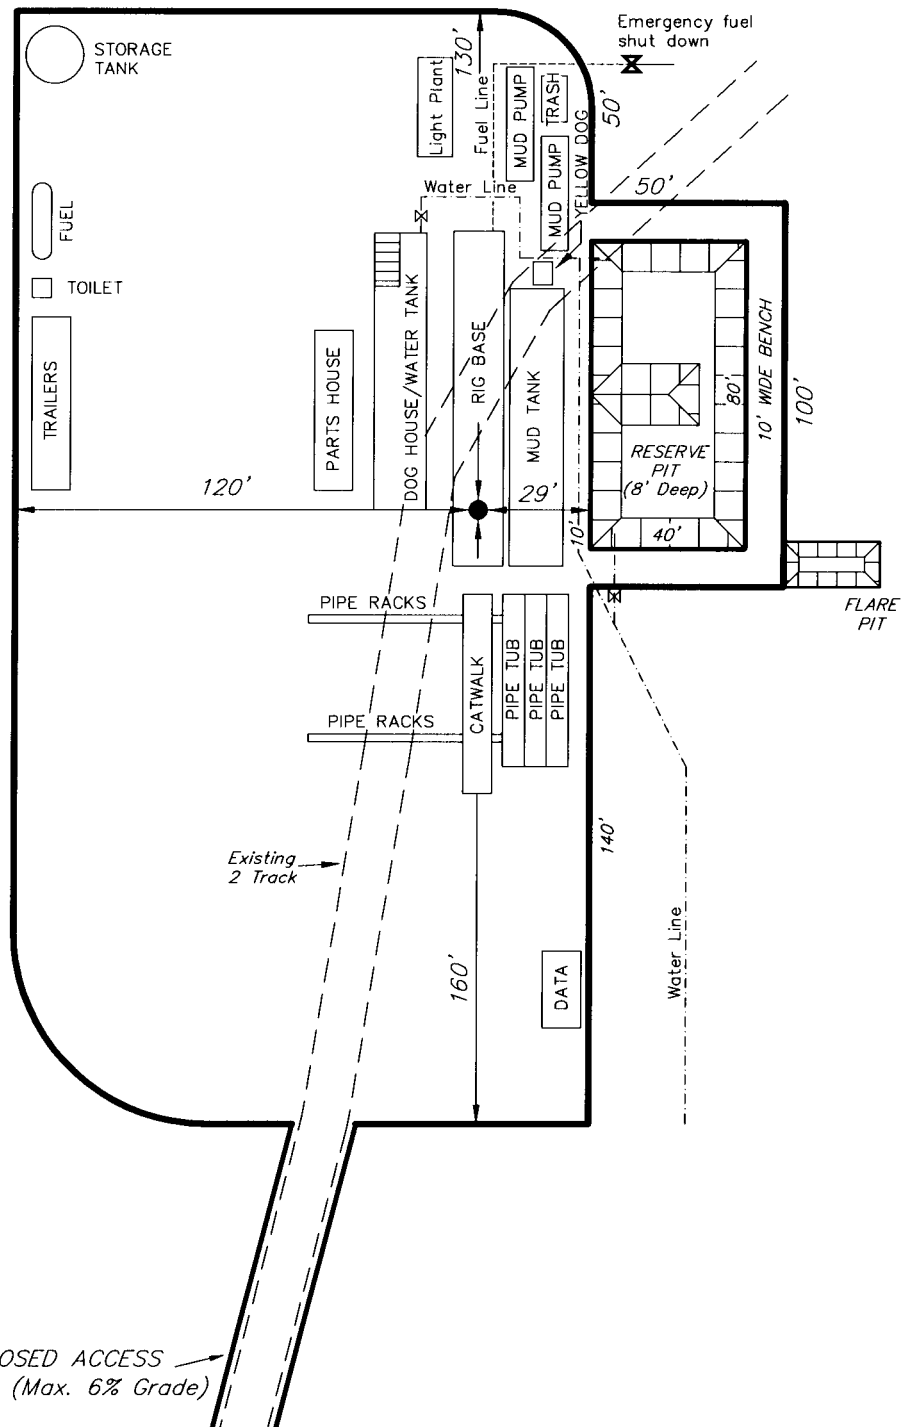 Emergency fuel
shut down
STORAGE
TANK
130'
Light Plant
Fuel Line
MUD PUMP
TRASH
50'
MUD PUMP
YELLOW DOG
Water Line
50'
FUEL
TOILET
TRAILERS
PARTS HOUSE
DOG HOUSE/WATER TANK
RIG BASE
MUD TANK
80'
10' WIDE BENCH
100'
RESERVE
PIT
(8' Deep)
120'
29'
10'
40'
FLARE
PIT
PIPE RACKS
CATWALK
PIPE TUB
PIPE TUB
PIPE TUB
PIPE RACKS
Existing
2 Track
140'
160'
DATA
Water Line
OSED ACCESS
(Max. 6% Grade)